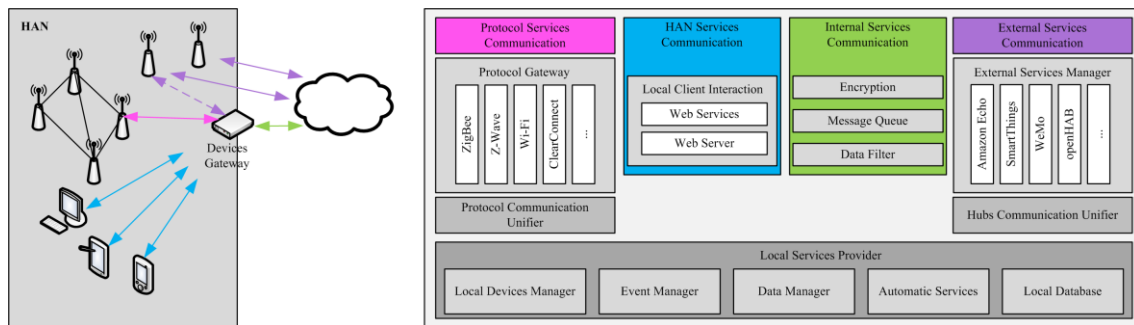 HAN
Devices
Gateway
Protocol Services
Communication
Protocol Gateway
ZigBee
Z-Wave
Wi-Fi
ClearConnect
...
Protocol Communication
Unifier
HAN Services
Communication
Local Client Interaction
Web Services
Web Server
Internal Services
Communication
Encryption
Message Queue
Data Filter
External Services
Communication
External Services Manager
Amazon Echo
SmartThings
WeMo
openHAB
...
Hubs Communication Unifier
Local Services Provider
Local Devices Manager
Event Manager
Data Manager
Automatic Services
Local Database